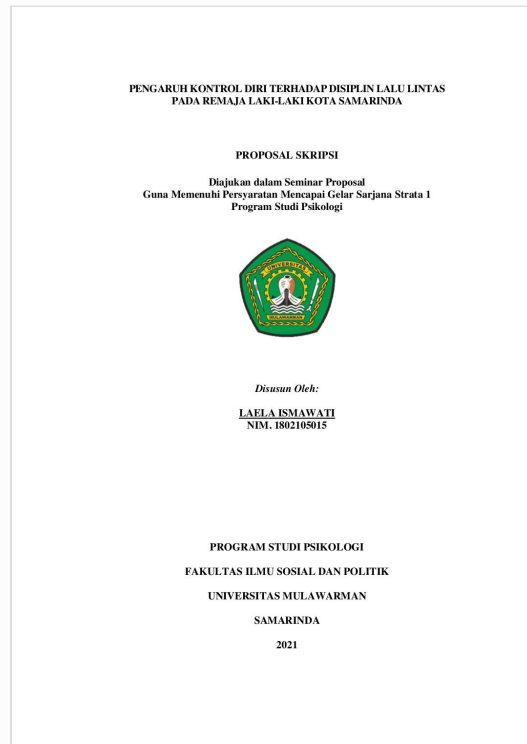 PENGARUH KONTROL DIRI TERHADAP DISIPLIN LALU LINTAS
PADA REMAJA LAKI-LAKI KOTA SAMARINDA
PROPOSAL SKRIPSI
Diajukan dalam Seminar Proposal
Guna Memenuhi Persyaratan Mencapai Gelar Sarjana Strata 1
Program Studi Psikologi
UNIVERSITAS
MULAWARMAN
Disusun Oleh:
LAELA ISMAWATI
NIM. 1802105015
PROGRAM STUDI PSIKOLOGI
FAKULTAS ILMU SOSIAL DAN POLITIK
UNIVERSITAS MULAWARMAN
SAMARINDA
2021